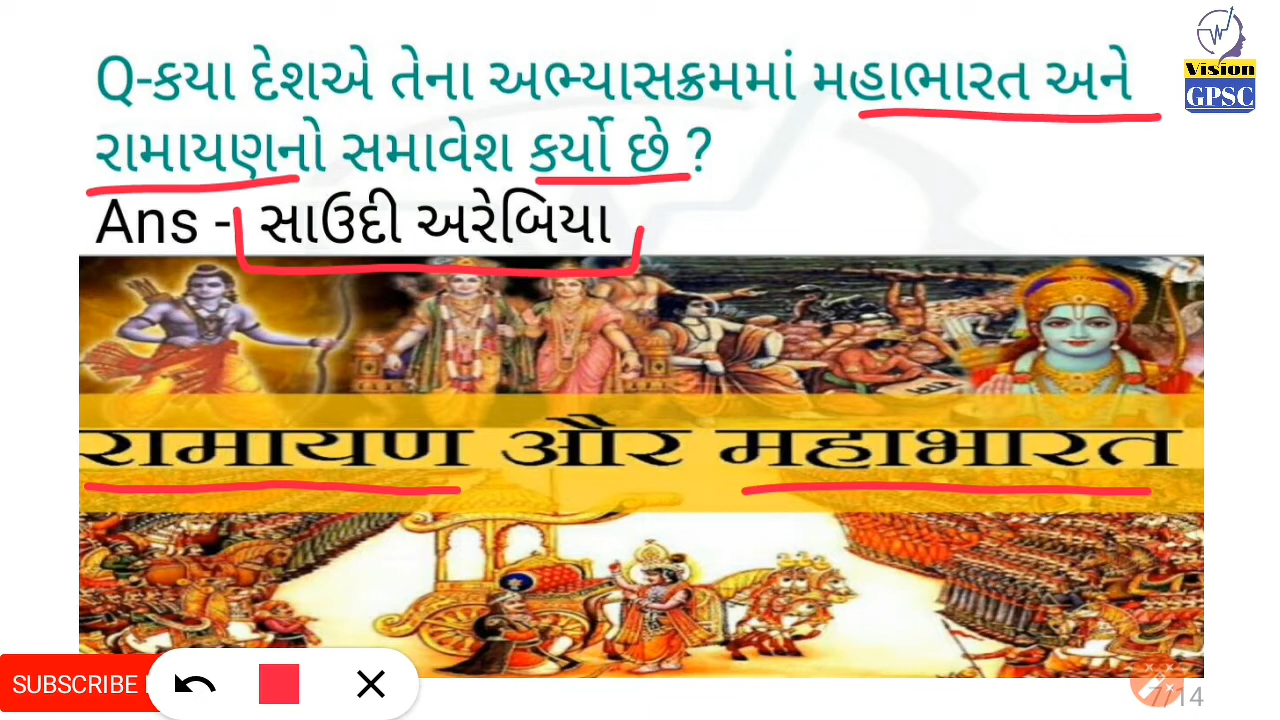 Vision
GPSC
Q-કયા દેશએ તેના અભ્યાસક્રમમાં મહાભારત અને
રામાયણનો સમાવેશ કર્યો છે ?
Ans - સાઉદી અરેબિયા
रामायण और महाभारत
SUBSCRIBE
7/14